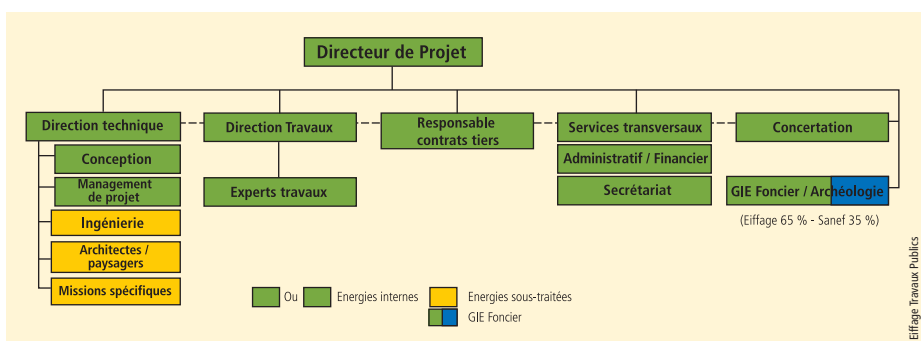 Directeur de Projet
Direction technique
Direction Travaux
Responsable
contrats tiers
Services transversaux
Concertation
Conception
Management
de projet
Ingénierie
Architectes /
paysagers
Missions spécifiques
Experts travaux
Administratif / Financier
Secrétariat
GIE Foncier / Archéologie
(Eiffage 65 % - Sanef 35 %)
Ou
Energies internes
Energies sous-traitées
GIE Foncier
Eiffage Travaux Publics